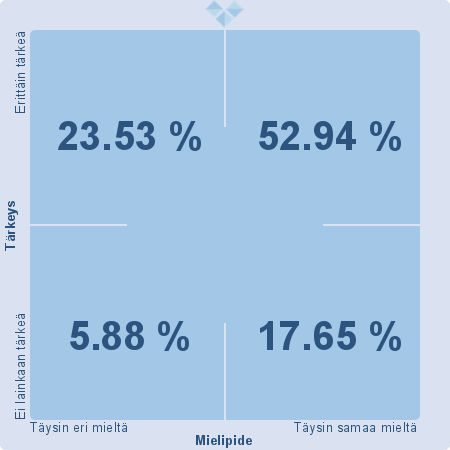 Erittäin tärkeä
23.53 %
52.94 %
Tärkeys
5.88 %
17.65 %
Ei lainkaan tärkeä
Täysin eri mieltä
Täysin samaa mieltä
Mielipide